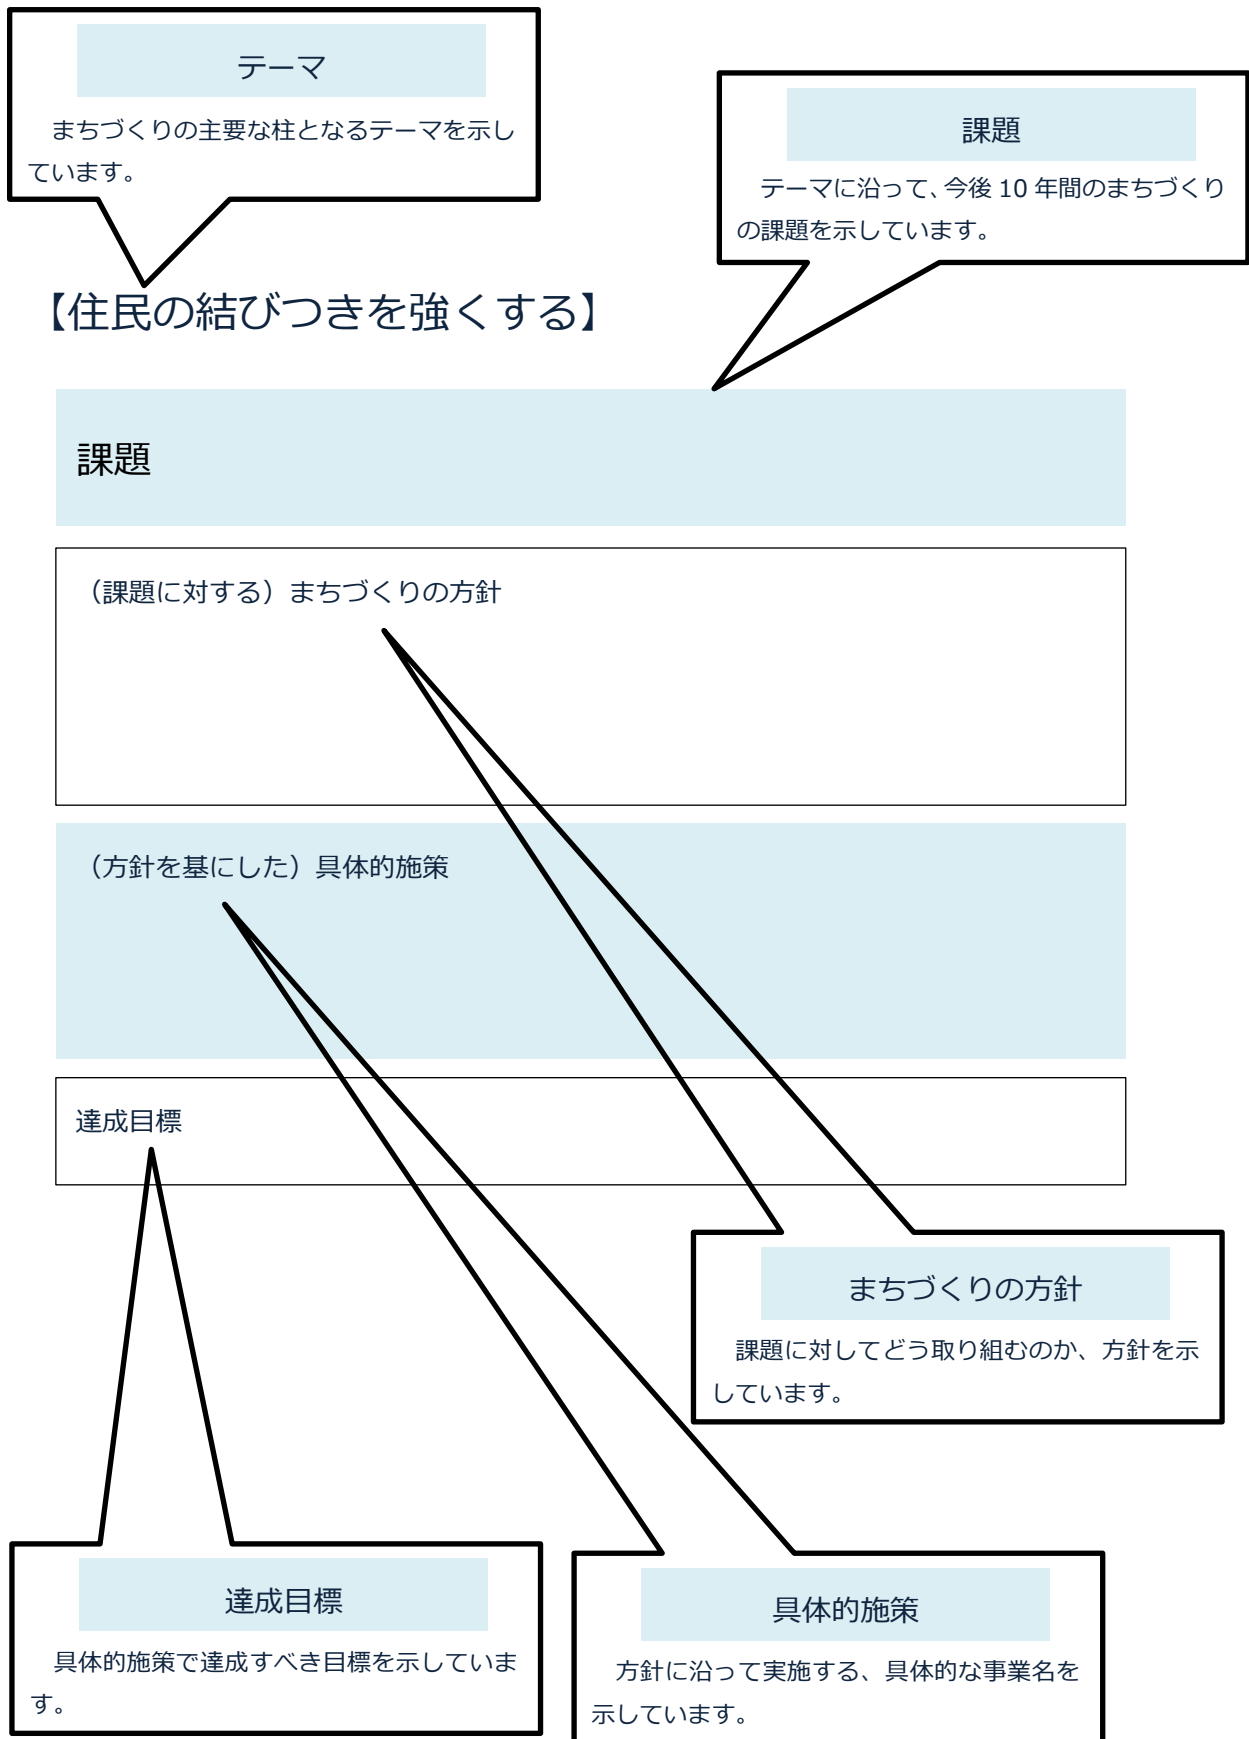 テーマ
まちづくりの主要な柱となるテーマを示し
ています。
課題
テーマに沿って、今後 10 年間のまちづくり
の課題を示しています。
【住民の結びつきを強くする】
課題
（課題に対する）まちづくりの方針
（方針を基にした）具体的施策
達成目標
まちづくりの方針
課題に対してどう取り組むのか、方針を示
しています。
達成目標
具体的施策で達成すべき目標を示していま
す。
具体的施策
方針に沿って実施する、具体的な事業名を
示しています。